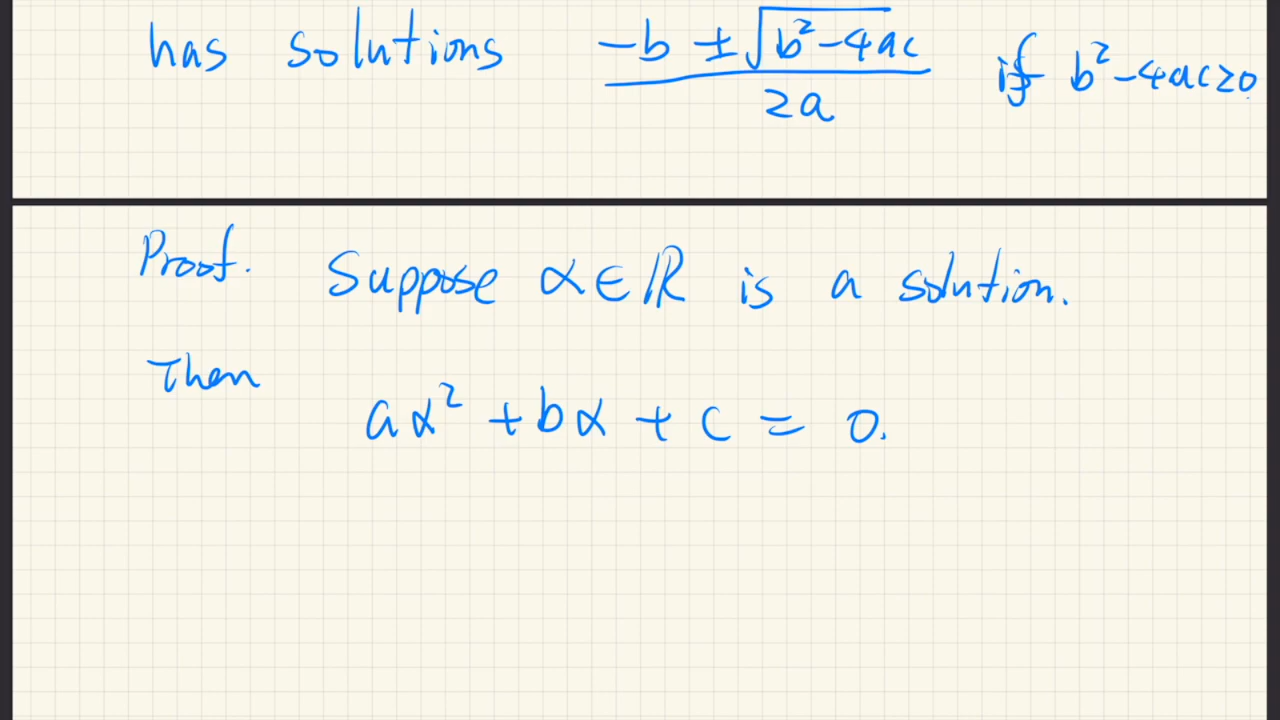 has solutions (-b ± √(b² - 4ac)) / 2a if b² - 4ac ≥ 0.
Proof. Suppose α ∈ ℝ is a solution.
Then
aα² + bα + c = 0.